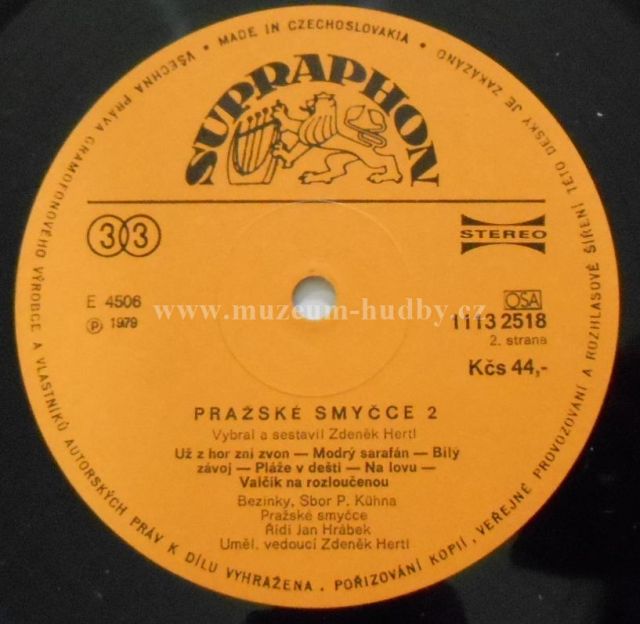 VŠECHNA PRÁVA GRAMOFONOVÉHO VÝROBCE A VLASTNÍKŮ AUTORSKÝCH PRÁV K DÍLU VYHRAŽENA. POŘIZOVÁNÍ KOPIÍ, VEŘEJNÉ PROVOZOVÁNÍ A ROZHLASOVÉ ŠÍŘENÍ TÉTO DESKY JE ZAKÁZÁNO
• MADE IN CZECHOSLOVAKIA •
SUPRAPHON
33
STEREO
E 4506
Ⓟ 1979
OSA
1113 2518
2. strana
Kčs 44,-
www.muzeum-hudby.cz
PRAŽSKÉ SMYČCE 2
Vybral a sestavil Zdeněk Hertl
Už z hor zní zvon — Modrý sarafán — Bílý
závoj — Pláže v dešti — Na lovu —
Valčík na rozloučenou
Bezinky, Sbor P. Kühna
Pražské smyčce
Řídí Jan Hrábek
Uměl. vedoucí Zdeněk Hertl